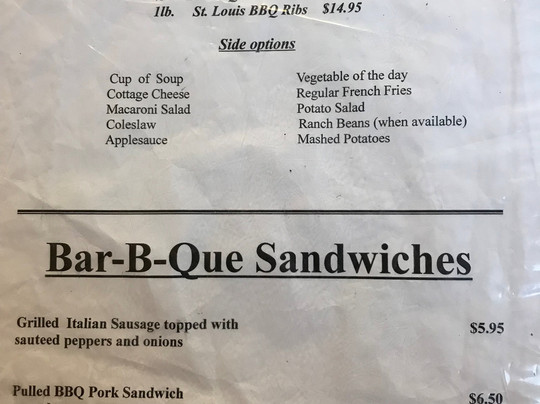 1lb. St. Louis BBQ Ribs $14.95
Side options
Cup of Soup
Cottage Cheese
Macaroni Salad
Coleslaw
Applesauce
Vegetable of the day
Regular French Fries
Potato Salad
Ranch Beans (when available)
Mashed Potatoes
Bar-B-Que Sandwiches
Grilled Italian Sausage topped with $5.95
sauteed peppers and onions
Pulled BBQ Pork Sandwich $6.50